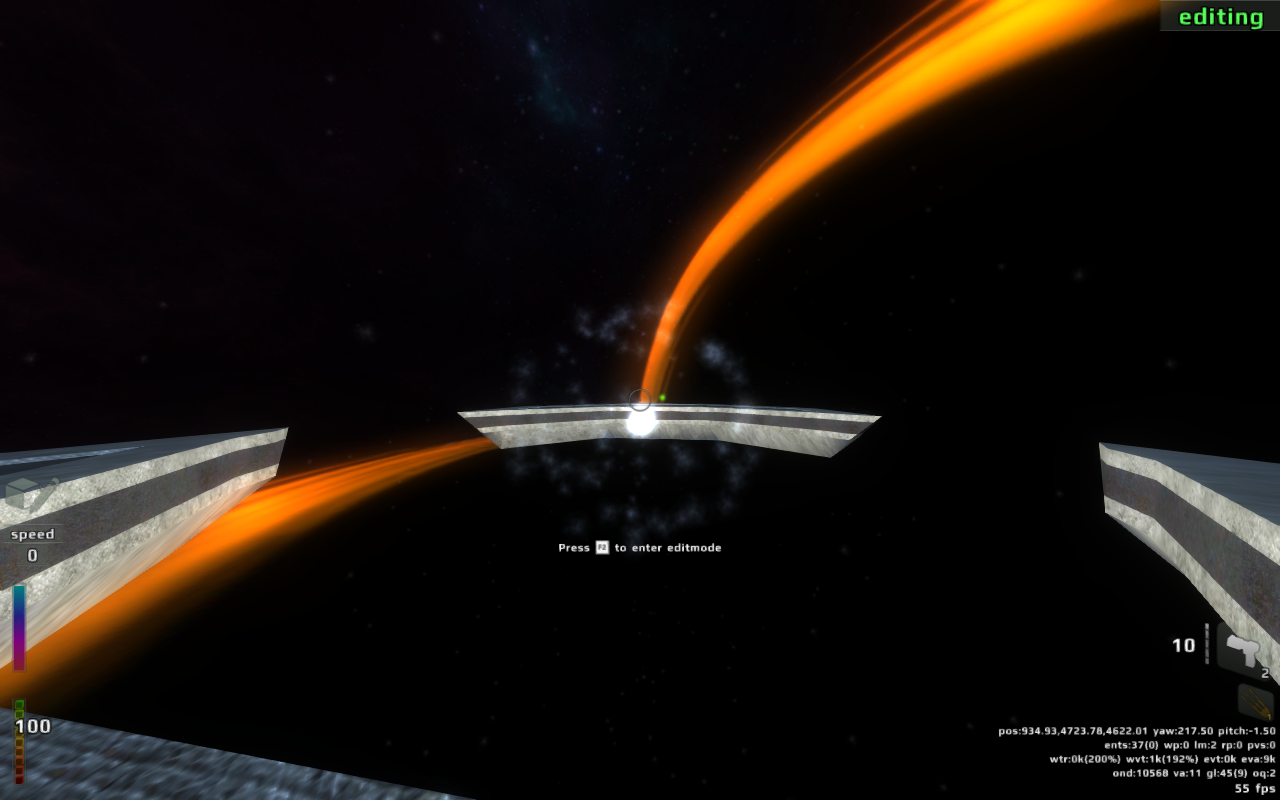 editing
Press F2 to enter editmode
speed
0
10
2
100
pos:934.93,4723.78,4622.01 yaw:217.50 pitch:-1.50
ents:37(0) wp:0 lm:2 rp:0 pvs:0
wtr:0k(200%) wvt:1k(192%) evt:0k eva:9k
ond:10568 va:11 gl:45(9) oq:2
55 fps